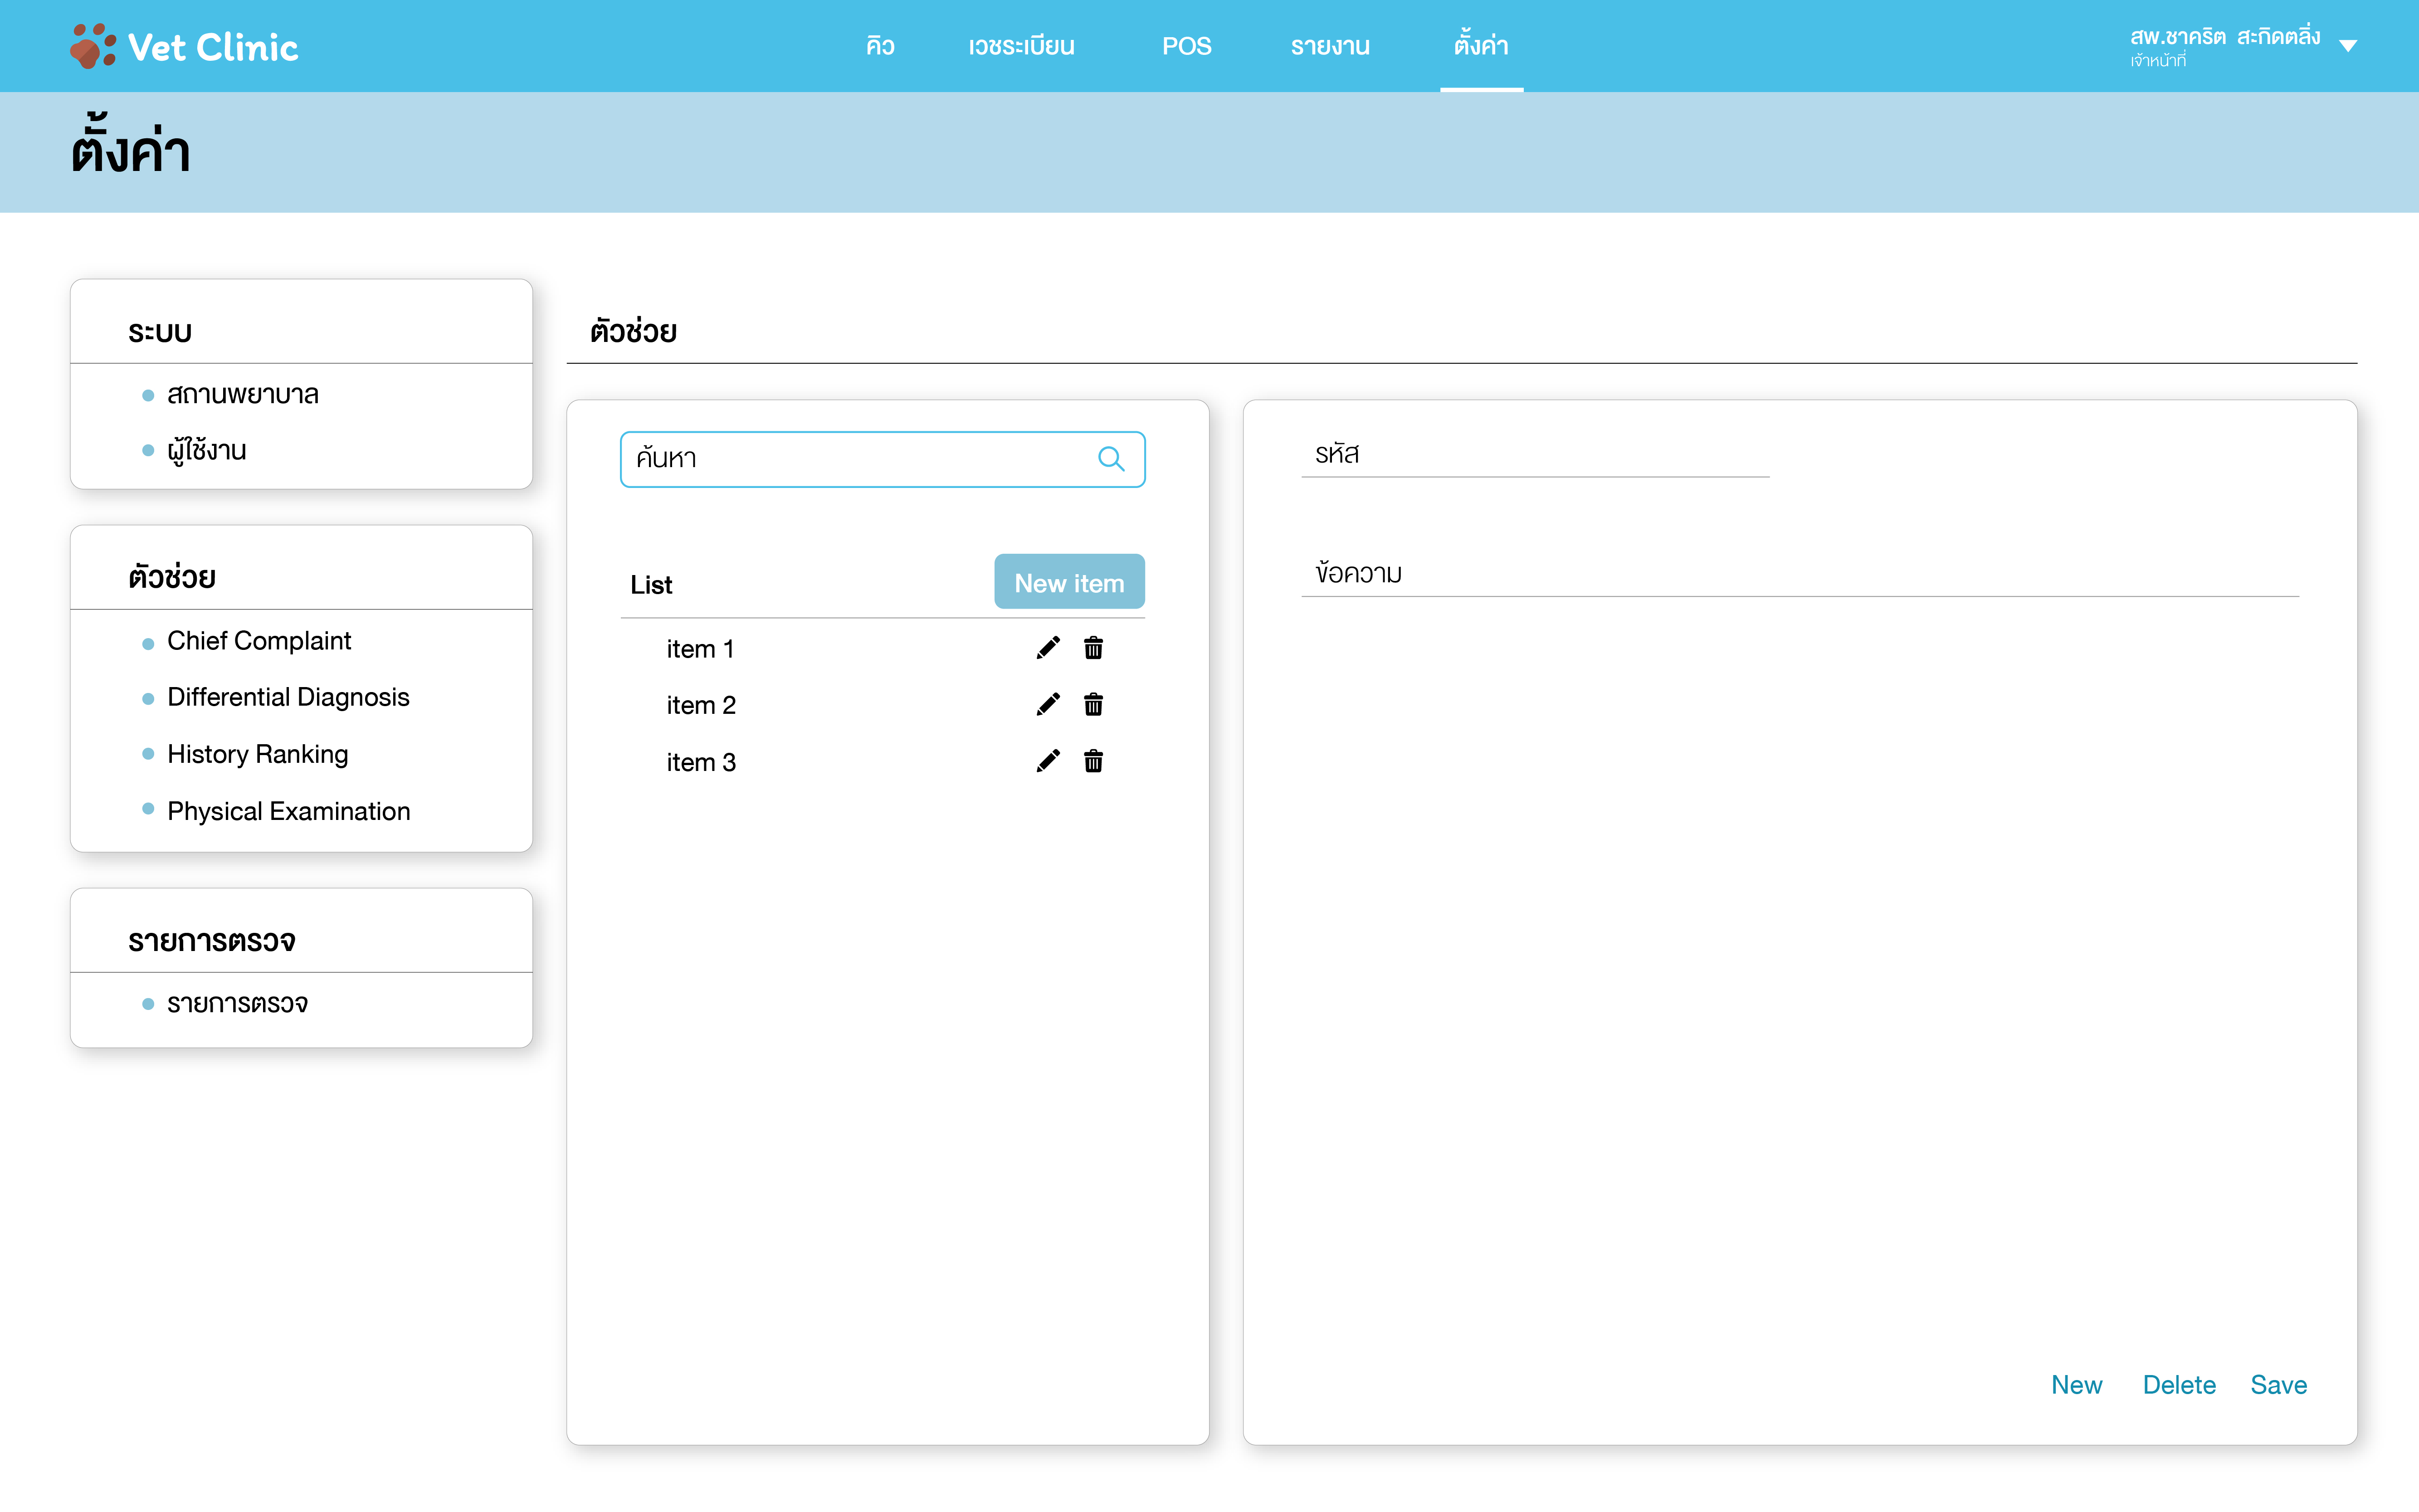 Vet Clinic
คิว
เวชระเบียน
POS
รายงาน
ตั้งค่า
สพ.ชาคริต สะกิดตลิ่ง
เจ้าหน้าที่
ตั้งค่า
ระบบ
สถานพยาบาล
ผู้ใช้งาน
ตัวช่วย
Chief Complaint
Differential Diagnosis
History Ranking
Physical Examination
รายการตรวจ
รายการตรวจ
ตัวช่วย
ค้นหา
List
New item
item 1
item 2
item 3
รหัส
ข้อความ
New
Delete
Save